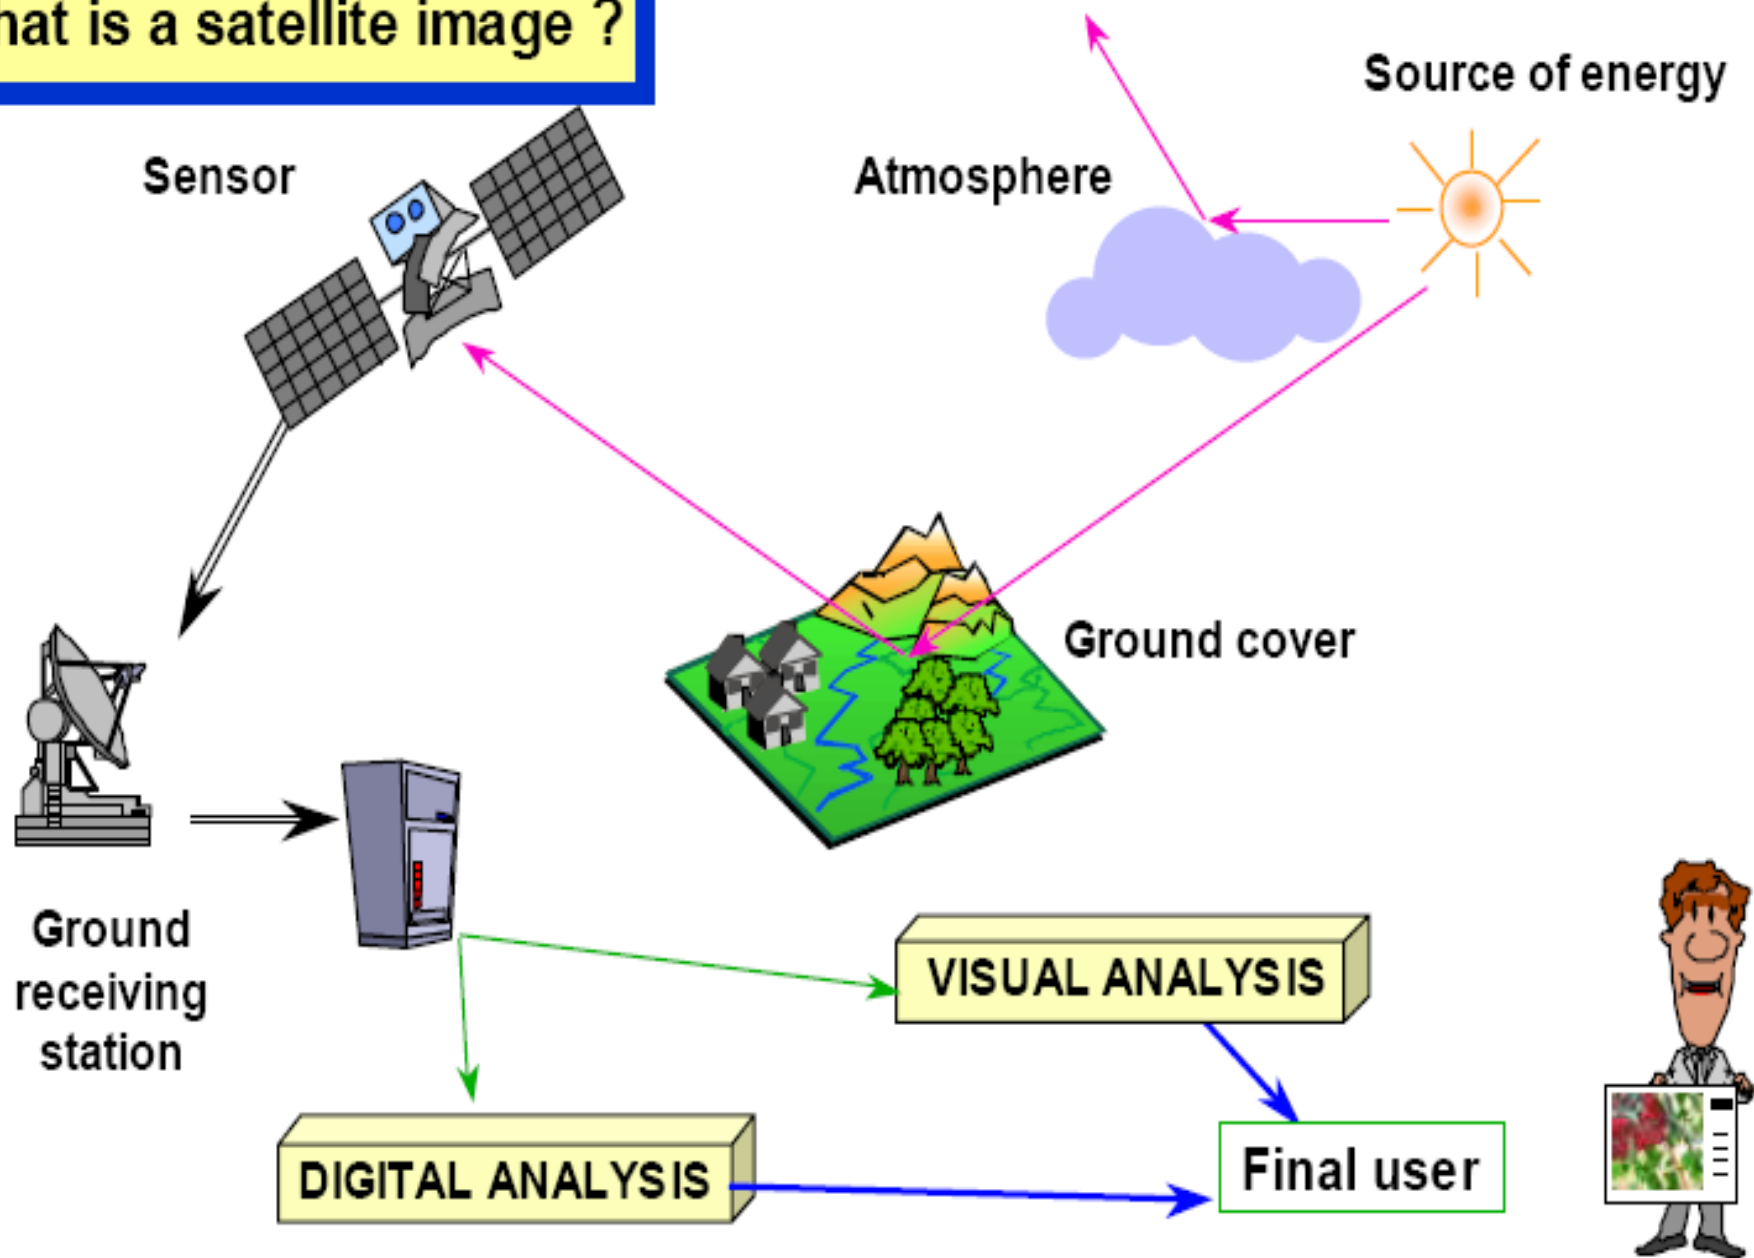 hat is a satellite image ?
Source of energy
Sensor
Atmosphere
Ground cover
Ground
receiving
station
VISUAL ANALYSIS
DIGITAL ANALYSIS
Final user